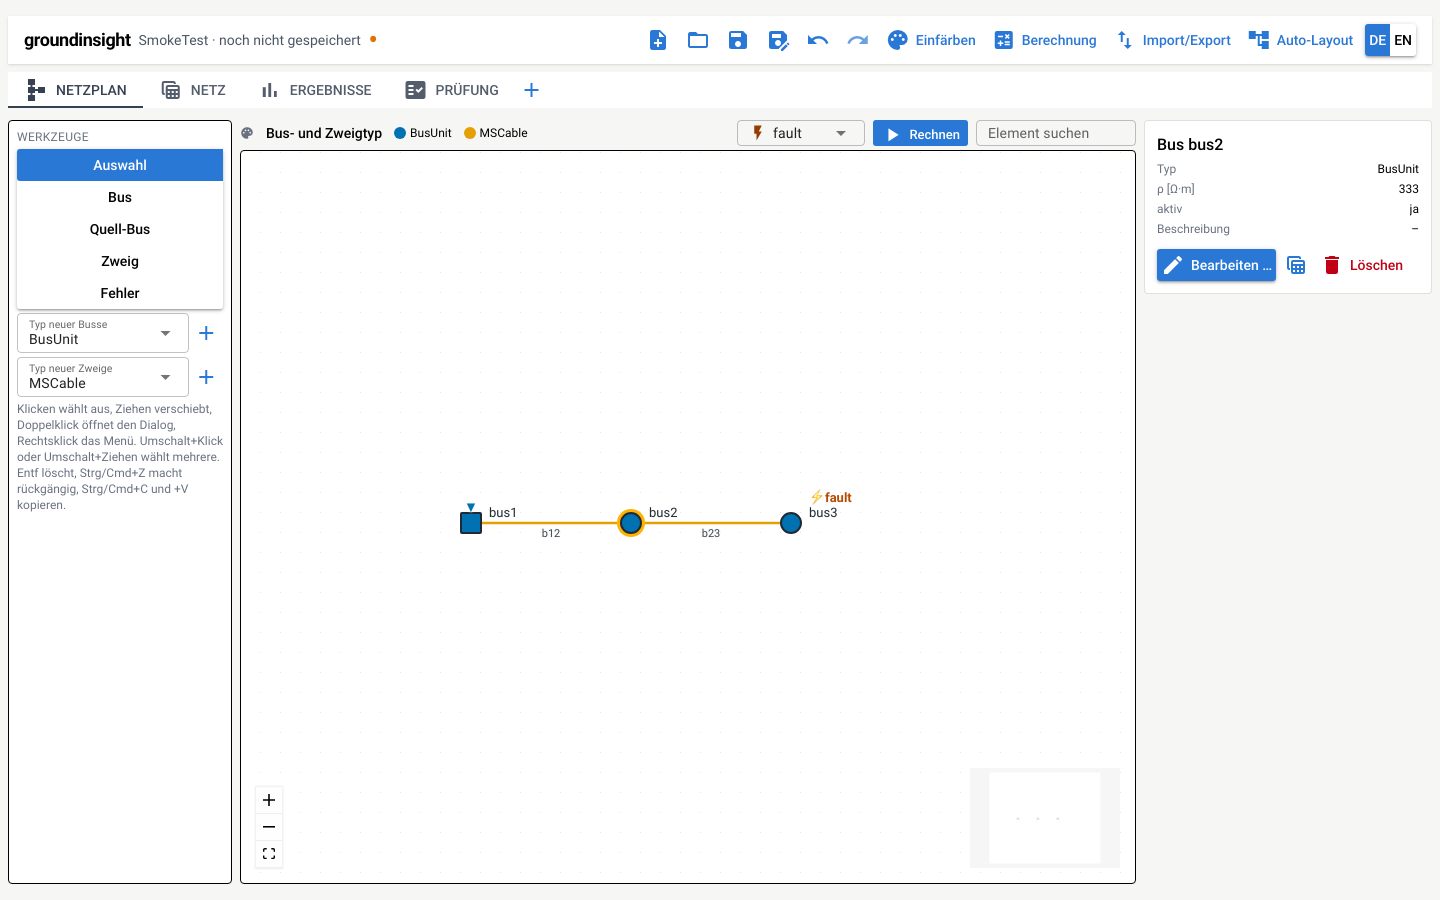 groundinsight SmokeTest · noch nicht gespeichert
Einfärben Berechnung Import/Export Auto-Layout DE EN
NETZPLAN NETZ ERGEBNISSE PRÜFUNG
WERKZEUGE
Auswahl
Bus
Quell-Bus
Zweig
Fehler
Typ neuer Busse
BusUnit
Typ neuer Zweige
MSCable
Klicken wählt aus, Ziehen verschiebt,
Doppelklick öffnet den Dialog,
Rechtsklick das Menü. Umschalt+Klick
oder Umschalt+Ziehen wählt mehrere.
Entf löscht, Strg/Cmd+Z macht
rückgängig, Strg/Cmd+C und +V
kopieren.
Bus- und Zweigtyp BusUnit MSCable fault Rechnen Element suchen
fault
bus1 bus2 bus3
b12 b23
Bus bus2
Typ BusUnit
ρ [Ω·m] 333
aktiv ja
Beschreibung –
Bearbeiten ... Löschen